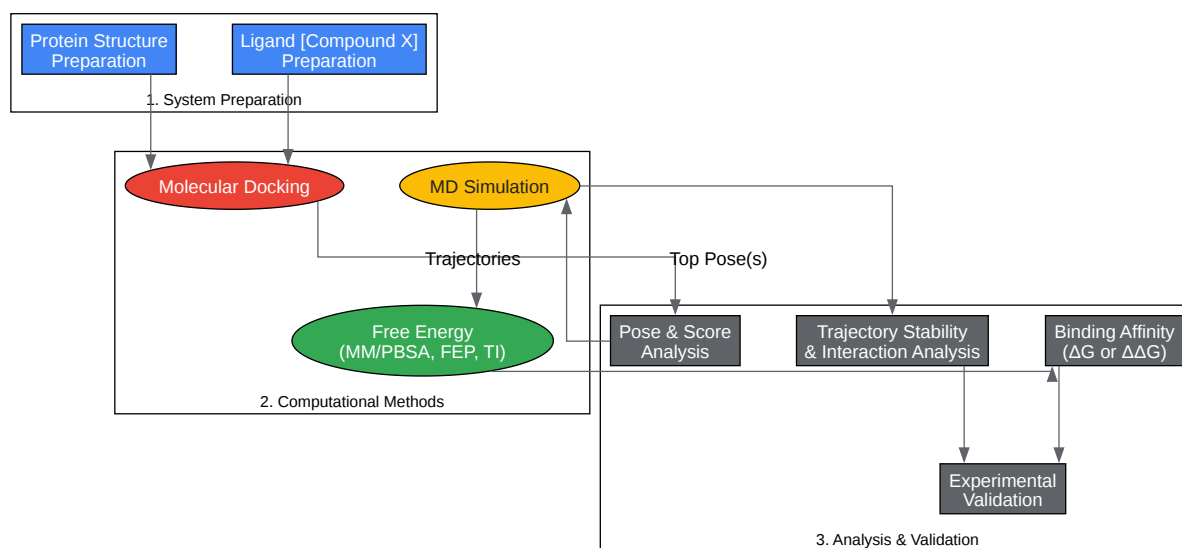 Protein Structure
Preparation
Ligand [Compound X]
Preparation
1. System Preparation
Molecular Docking
MD Simulation
Trajectories
Top Pose(s)
Free Energy
(MM/PBSA, FEP, TI)
Pose & Score
Analysis
Trajectory Stability
& Interaction Analysis
Binding Affinity
(ΔG or ΔΔG)
2. Computational Methods
Experimental
Validation
3. Analysis & Validation